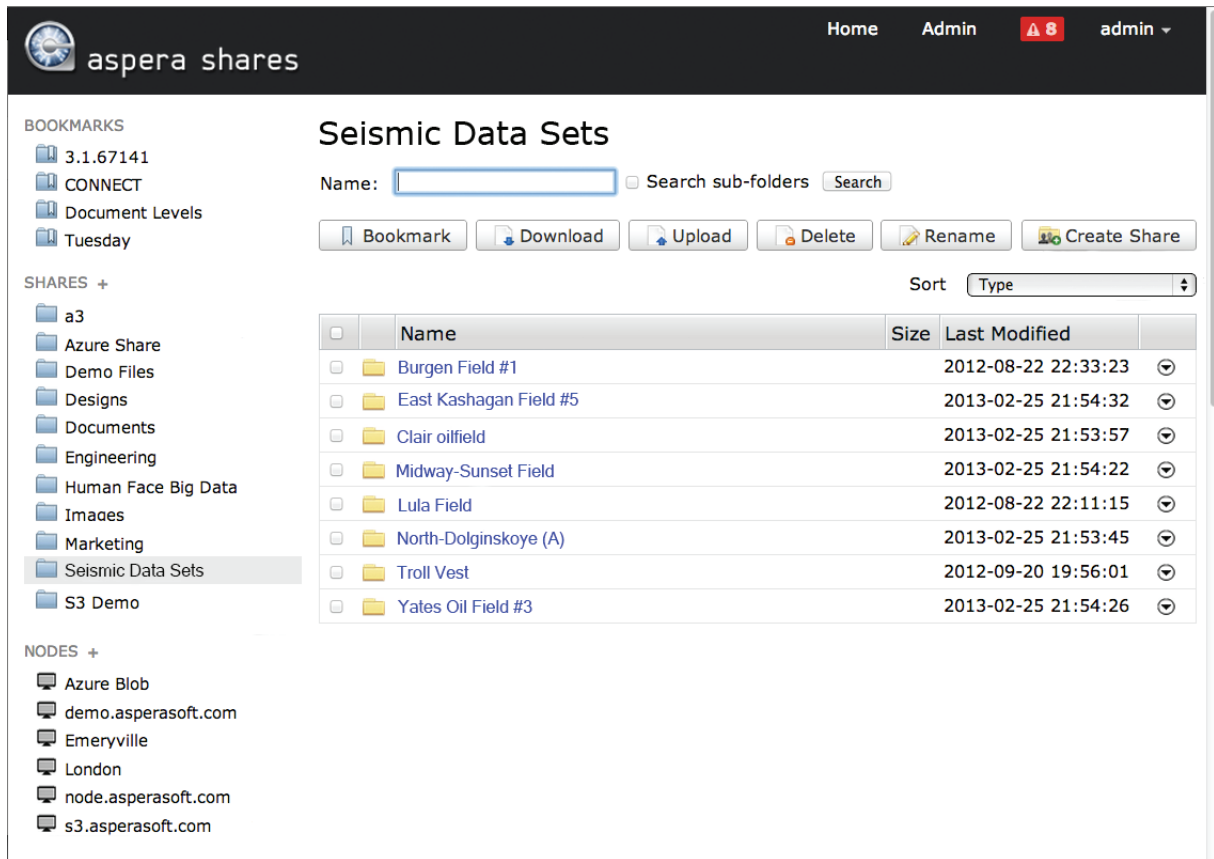 aspera shares
Home Admin 8 admin
BOOKMARKS
3.1.67141
CONNECT
Document Levels
Tuesday
SHARES +
a3
Azure Share
Demo Files
Designs
Documents
Engineering
Human Face Big Data
Images
Marketing
Seismic Data Sets
S3 Demo
NODES +
Azure Blob
demo.asperasoft.com
Emeryville
London
node.asperasoft.com
s3.asperasoft.com
Seismic Data Sets
Name: Search sub-folders Search
Bookmark Download Upload Delete Rename Create Share
Sort Type
Name Size Last Modified
Burgen Field #1 2012-08-22 22:33:23
East Kashagan Field #5 2013-02-25 21:54:32
Clair oilfield 2013-02-25 21:53:57
Midway-Sunset Field 2013-02-25 21:54:22
Lula Field 2012-08-22 22:11:15
North-Dolginskoye (A) 2013-02-25 21:53:45
Troll Vest 2012-09-20 19:56:01
Yates Oil Field #3 2013-02-25 21:54:26